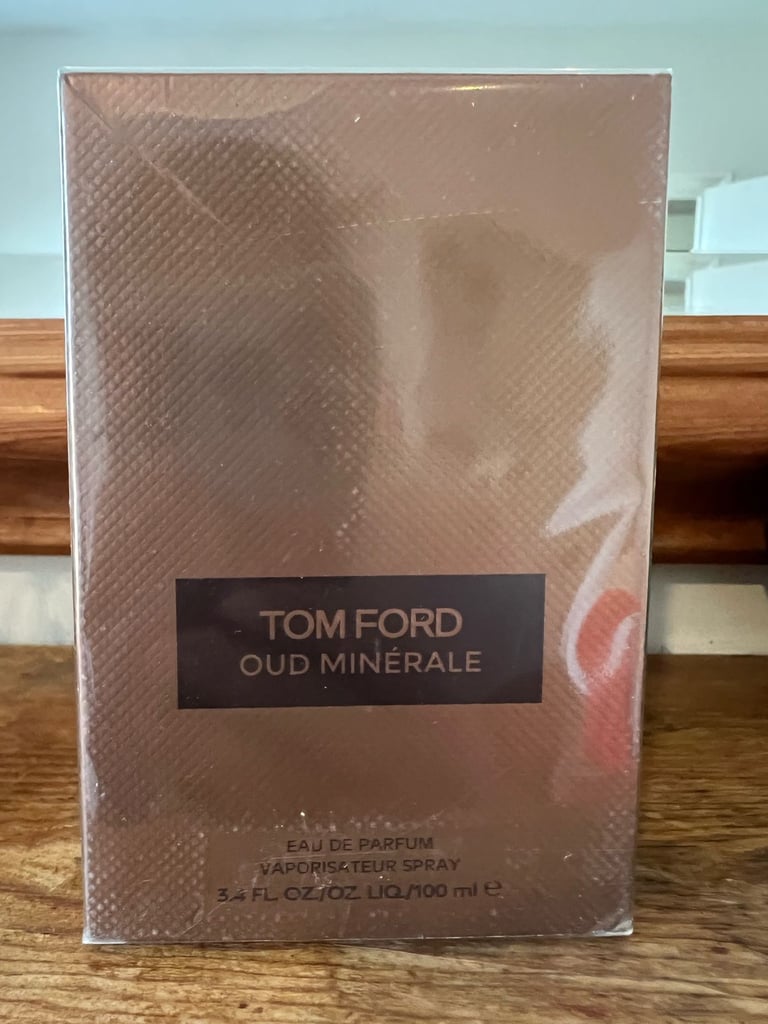 TOM FORD
OUD MINÉRALE
EAU DE PARFUM
VAPORISATEUR SPRAY
3.4 FL. OZ./OZ. LIQ./100 ml ℮